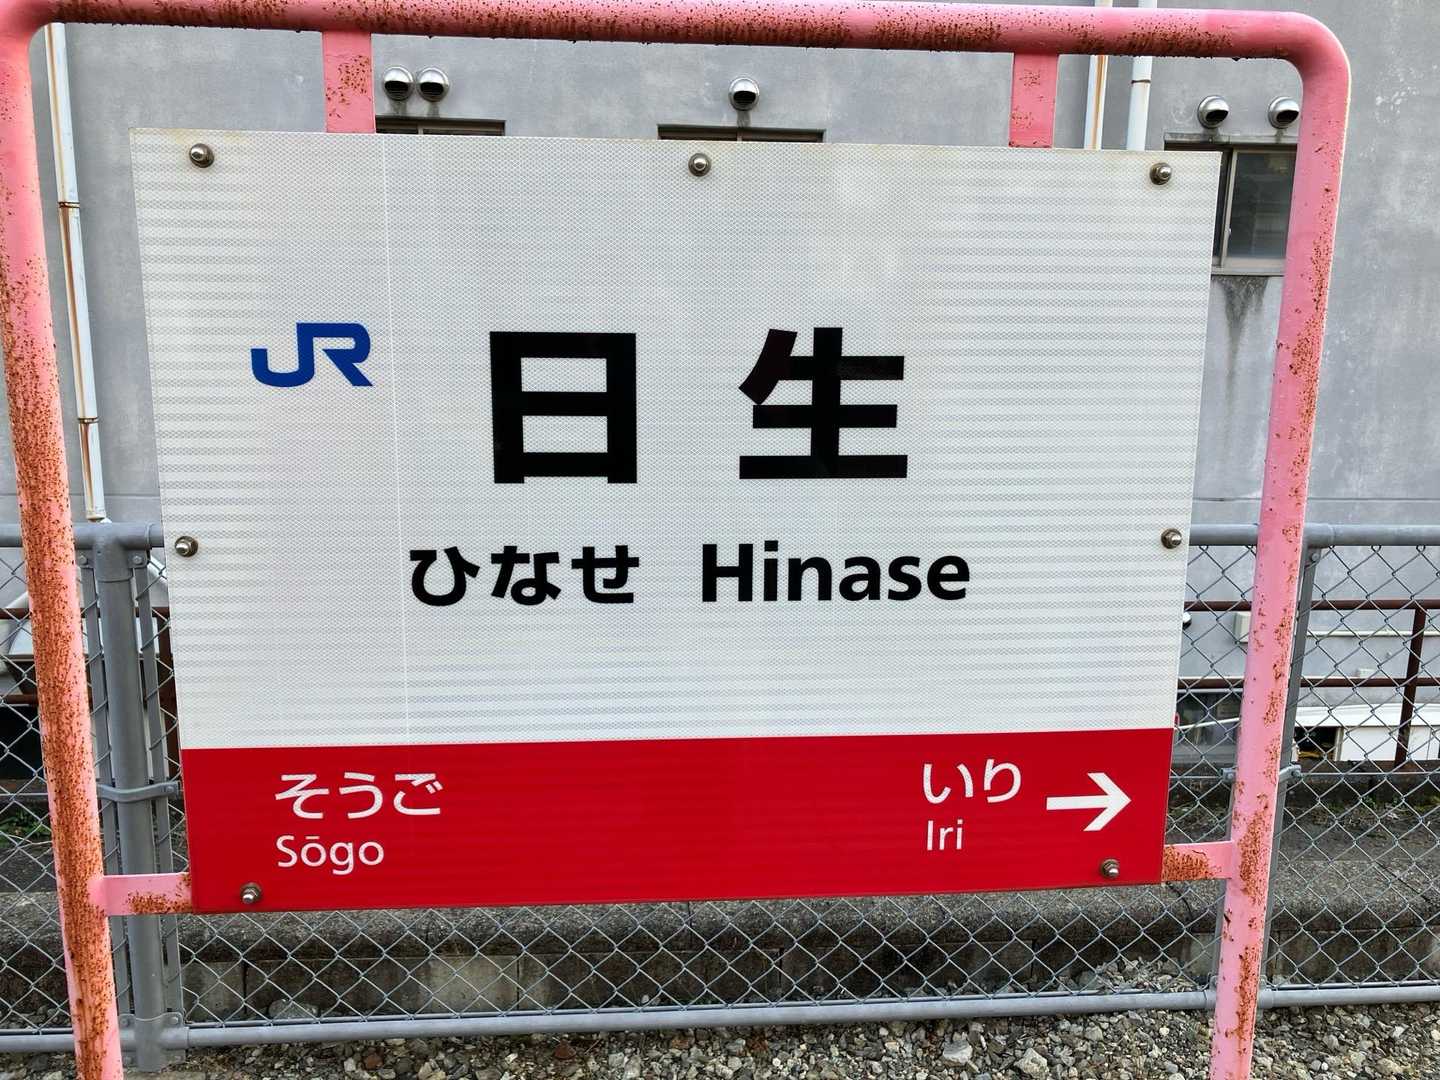 JR 日生
ひなせ Hinase
そうご いり →
Sōgo Iri